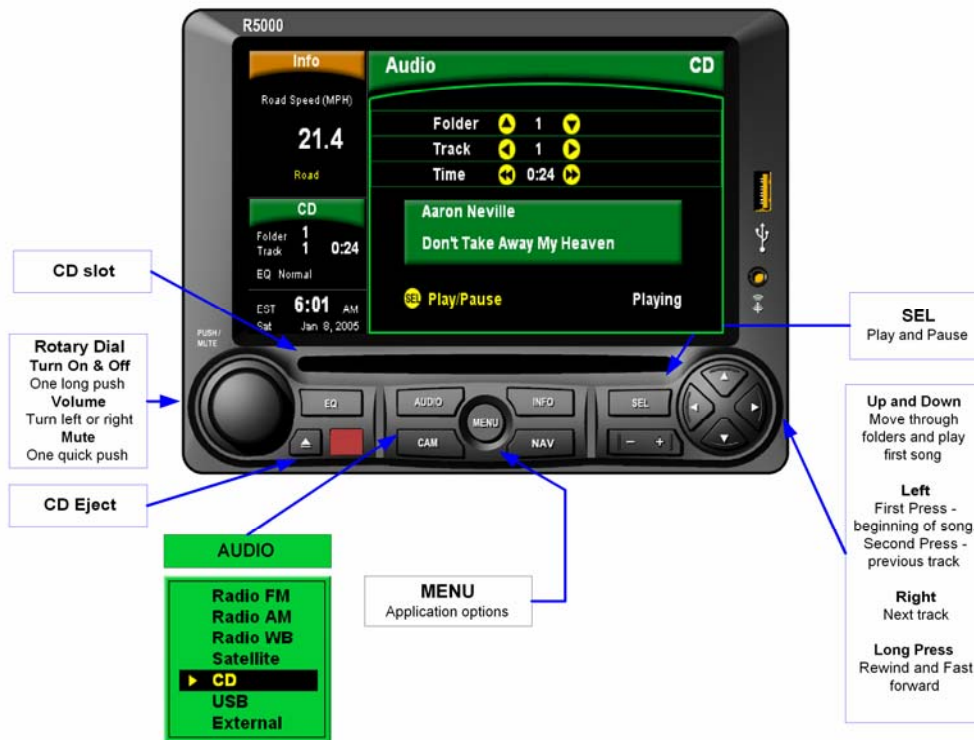 R5000
Info
Road Speed (MPH)
21.4
Road
CD
Folder 1
Track 1 0:24
EQ Normal
EST 6:01 AM
Sat Jan 8, 2005
Audio CD
Folder 1
Track 1
Time 0:24
Aaron Neville
Don't Take Away My Heaven
SEL Play/Pause Playing
PUSH/
MUTE
EQ
AUDIO
INFO
SEL
MENU
CAM
NAV
- +
CD slot
Rotary Dial
Turn On & Off
One long push
Volume
Turn left or right
Mute
One quick push
CD Eject
AUDIO
Radio FM
Radio AM
Radio WB
Satellite
CD
USB
External
MENU
Application options
SEL
Play and Pause
Up and Down
Move through
folders and play
first song
Left
First Press -
beginning of song
Second Press -
previous track
Right
Next track
Long Press
Rewind and Fast
forward